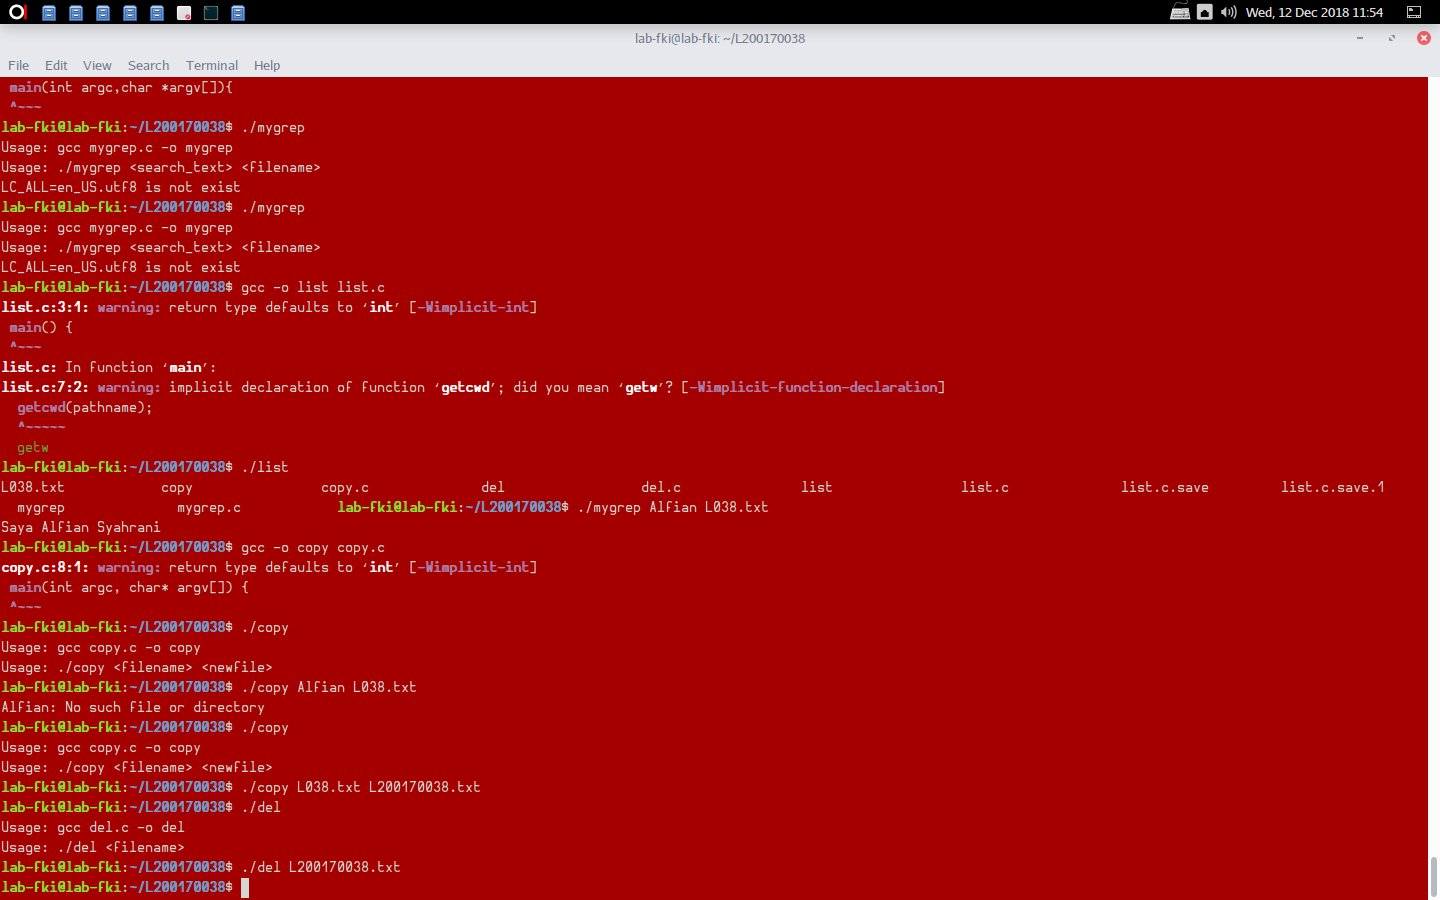 Wed, 12 Dec 2018 11:54
lab-fki@lab-fki: ~/L200170038
File Edit View Search Terminal Help
main(int argc,char *argv[]){
^~~~
lab-fki@lab-fki:~/L200170038$ ./mygrep
Usage: gcc mygrep.c -o mygrep
Usage: ./mygrep <search_text> <filename>
LC_ALL=en_US.utf8 is not exist
lab-fki@lab-fki:~/L200170038$ ./mygrep
Usage: gcc mygrep.c -o mygrep
Usage: ./mygrep <search_text> <filename>
LC_ALL=en_US.utf8 is not exist
lab-fki@lab-fki:~/L200170038$ gcc -o list list.c
list.c:3:1: warning: return type defaults to ‘int’ [-Wimplicit-int]
main() {
^~~~
list.c: In function ‘main’:
list.c:7:2: warning: implicit declaration of function ‘getcwd’; did you mean ‘getw’? [-Wimplicit-function-declaration]
getcwd(pathname);
^~~~~~
getw
lab-fki@lab-fki:~/L200170038$ ./list
L038.txt copy copy.c del del.c list list.c list.c.save list.c.save.1
mygrep mygrep.c lab-fki@lab-fki:~/L200170038$ ./mygrep Alfian L038.txt
Saya Alfian Syahrani
lab-fki@lab-fki:~/L200170038$ gcc -o copy copy.c
copy.c:8:1: warning: return type defaults to ‘int’ [-Wimplicit-int]
main(int argc, char* argv[]) {
^~~~
lab-fki@lab-fki:~/L200170038$ ./copy
Usage: gcc copy.c -o copy
Usage: ./copy <filename> <newfile>
lab-fki@lab-fki:~/L200170038$ ./copy Alfian L038.txt
Alfian: No such file or directory
lab-fki@lab-fki:~/L200170038$ ./copy
Usage: gcc copy.c -o copy
Usage: ./copy <filename> <newfile>
lab-fki@lab-fki:~/L200170038$ ./copy L038.txt L200170038.txt
lab-fki@lab-fki:~/L200170038$ ./del
Usage: gcc del.c -o del
Usage: ./del <filename>
lab-fki@lab-fki:~/L200170038$ ./del L200170038.txt
lab-fki@lab-fki:~/L200170038$